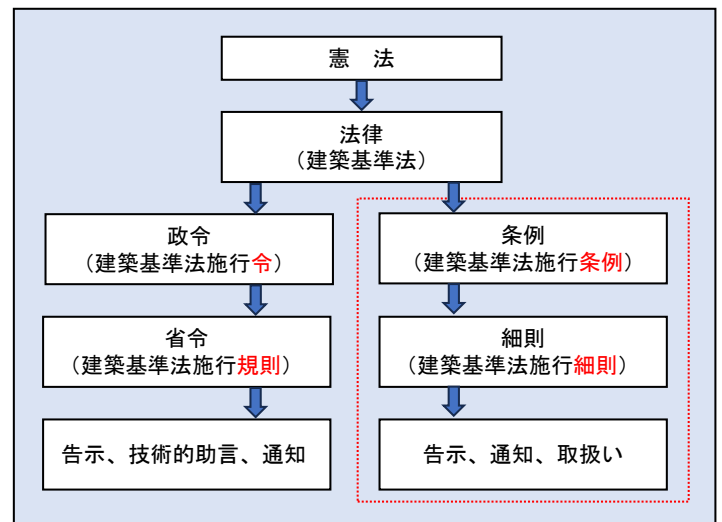 憲　法
法律
（建築基準法）
政令
（建築基準法施行令）
条例
（建築基準法施行条例）
省令
（建築基準法施行規則）
細則
（建築基準法施行細則）
告示、技術的助言、通知
告示、通知、取扱い